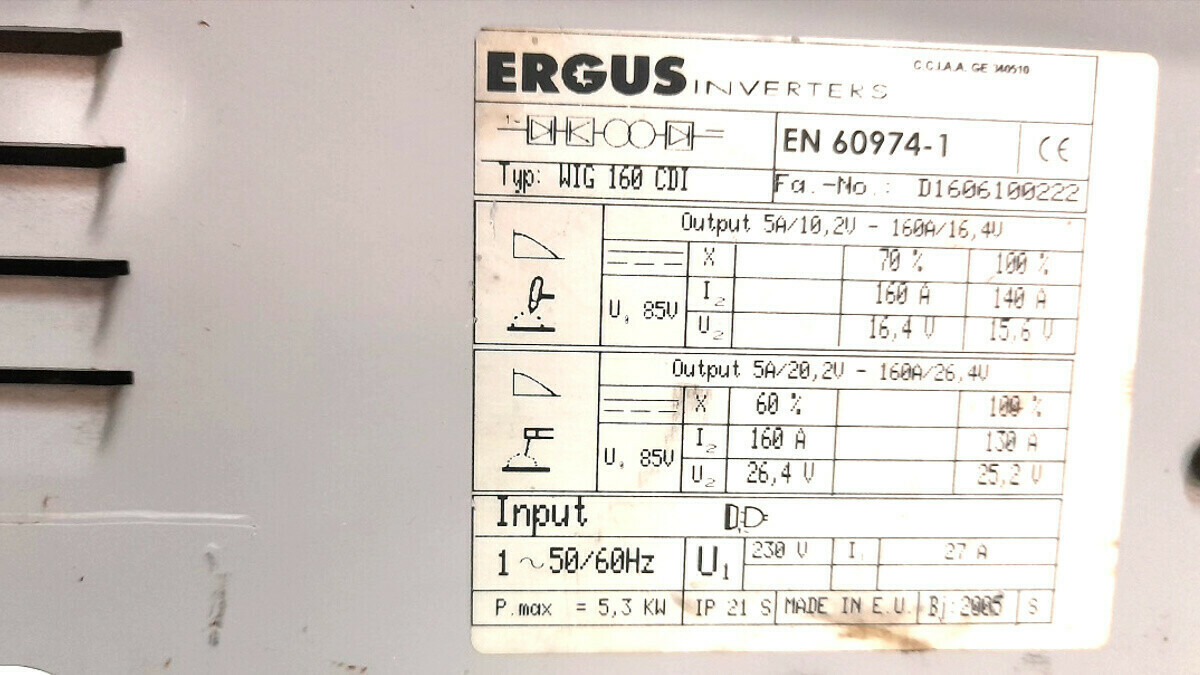 ERGUS INVERTERS
C.C.I.A.A. GE 340510
1~
EN 60974-1
CE
Typ: WIG 160 CDI
Fa.-No.: D1606100222
Output 5A/10,2V - 160A/16,4V
X 70 % 100 %
U, 85V
I2 160 A 140 A
U2 16,4 V 15,6 V
Output 5A/20,2V - 160A/26,4V
X 60 % 100 %
U, 85V
I2 160 A 130 A
U2 26,4 V 25,2 V
Input
1 ~ 50/60Hz
U1 230 V I1 27 A
P.max = 5,3 KW IP 21 S MADE IN E.U. Bj: 2005 S